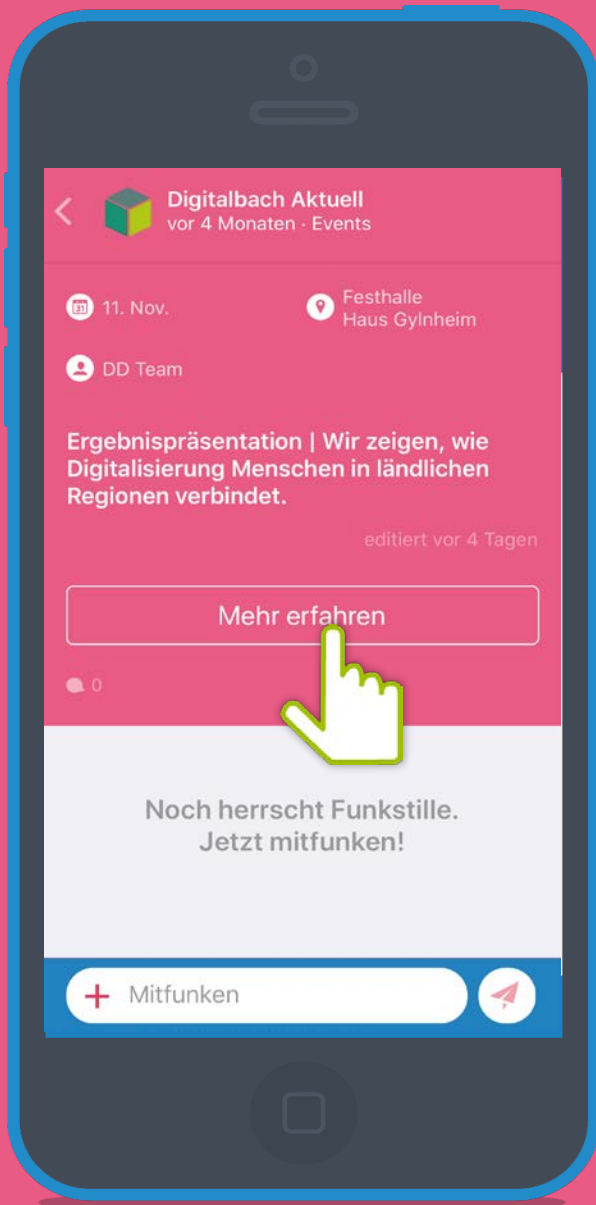 Digitalbach Aktuell
vor 4 Monaten · Events
31
11. Nov.
Festhalle
Haus Gylnheim
DD Team
Ergebnispräsentation | Wir zeigen, wie
Digitalisierung Menschen in ländlichen
Regionen verbindet.
editiert vor 4 Tagen
Mehr erfahren
0
Noch herrscht Funkstille.
Jetzt mitfunken!
+ Mitfunken